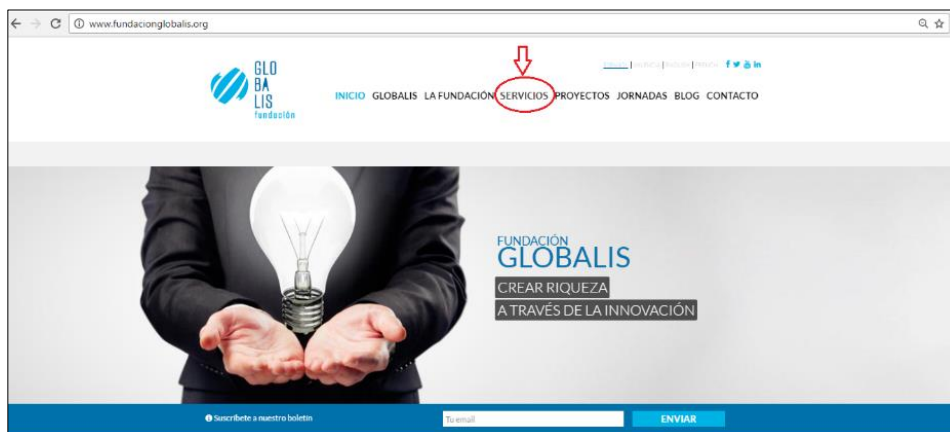 www.fundacionglobalis.org
GLO
BA
LIS
fundación
INICIO GLOBALIS LA FUNDACIÓN SERVICIOS PROYECTOS JORNADAS BLOG CONTACTO
FUNDACIÓN
GLOBALIS
CREAR RIQUEZA
A TRAVÉS DE LA INNOVACIÓN
Suscríbete a nuestro boletín
Tu email
ENVIAR